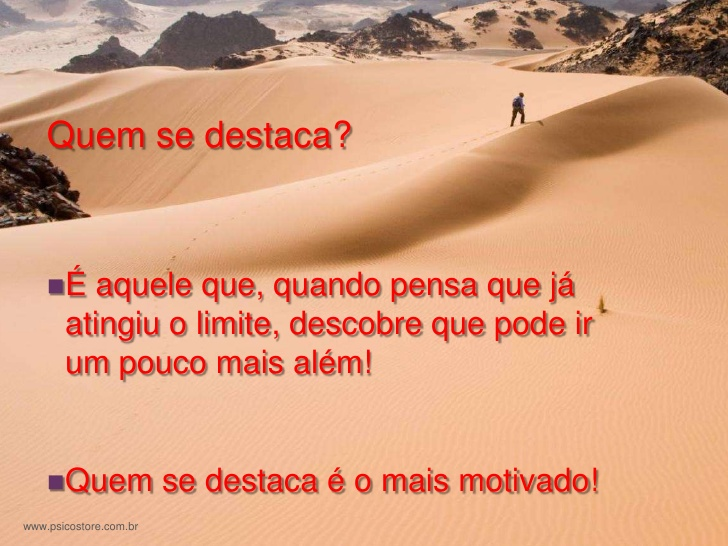 Quem se destaca?
É aquele que, quando pensa que já
atingiu o limite, descobre que pode ir
um pouco mais além!
Quem se destaca é o mais motivado!
www.psicostore.com.br